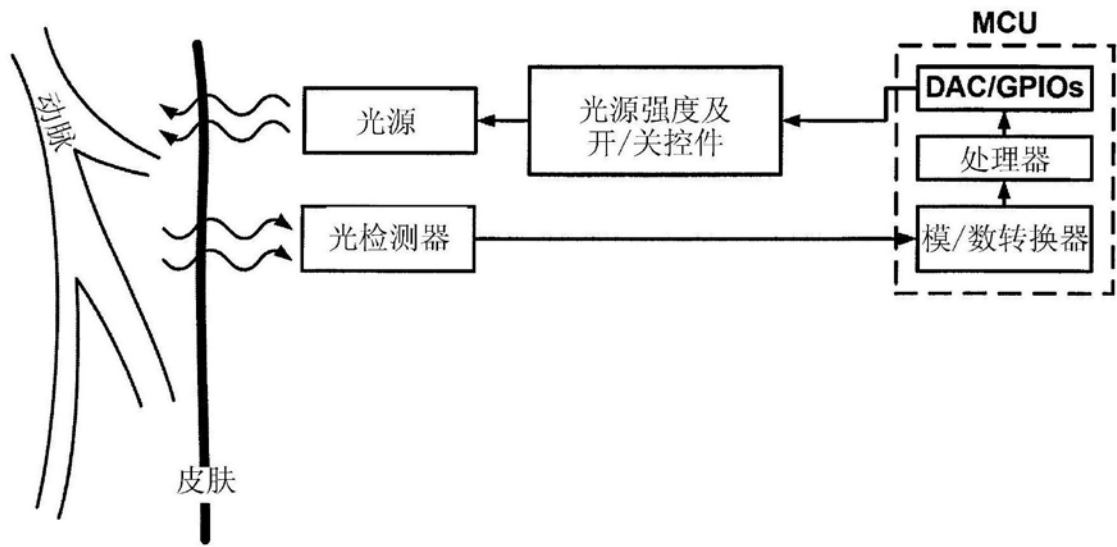 MCU
动脉
光源
光源强度及
开/关控件
DAC/GPIOs
处理器
光检测器
模/数转换器
皮肤